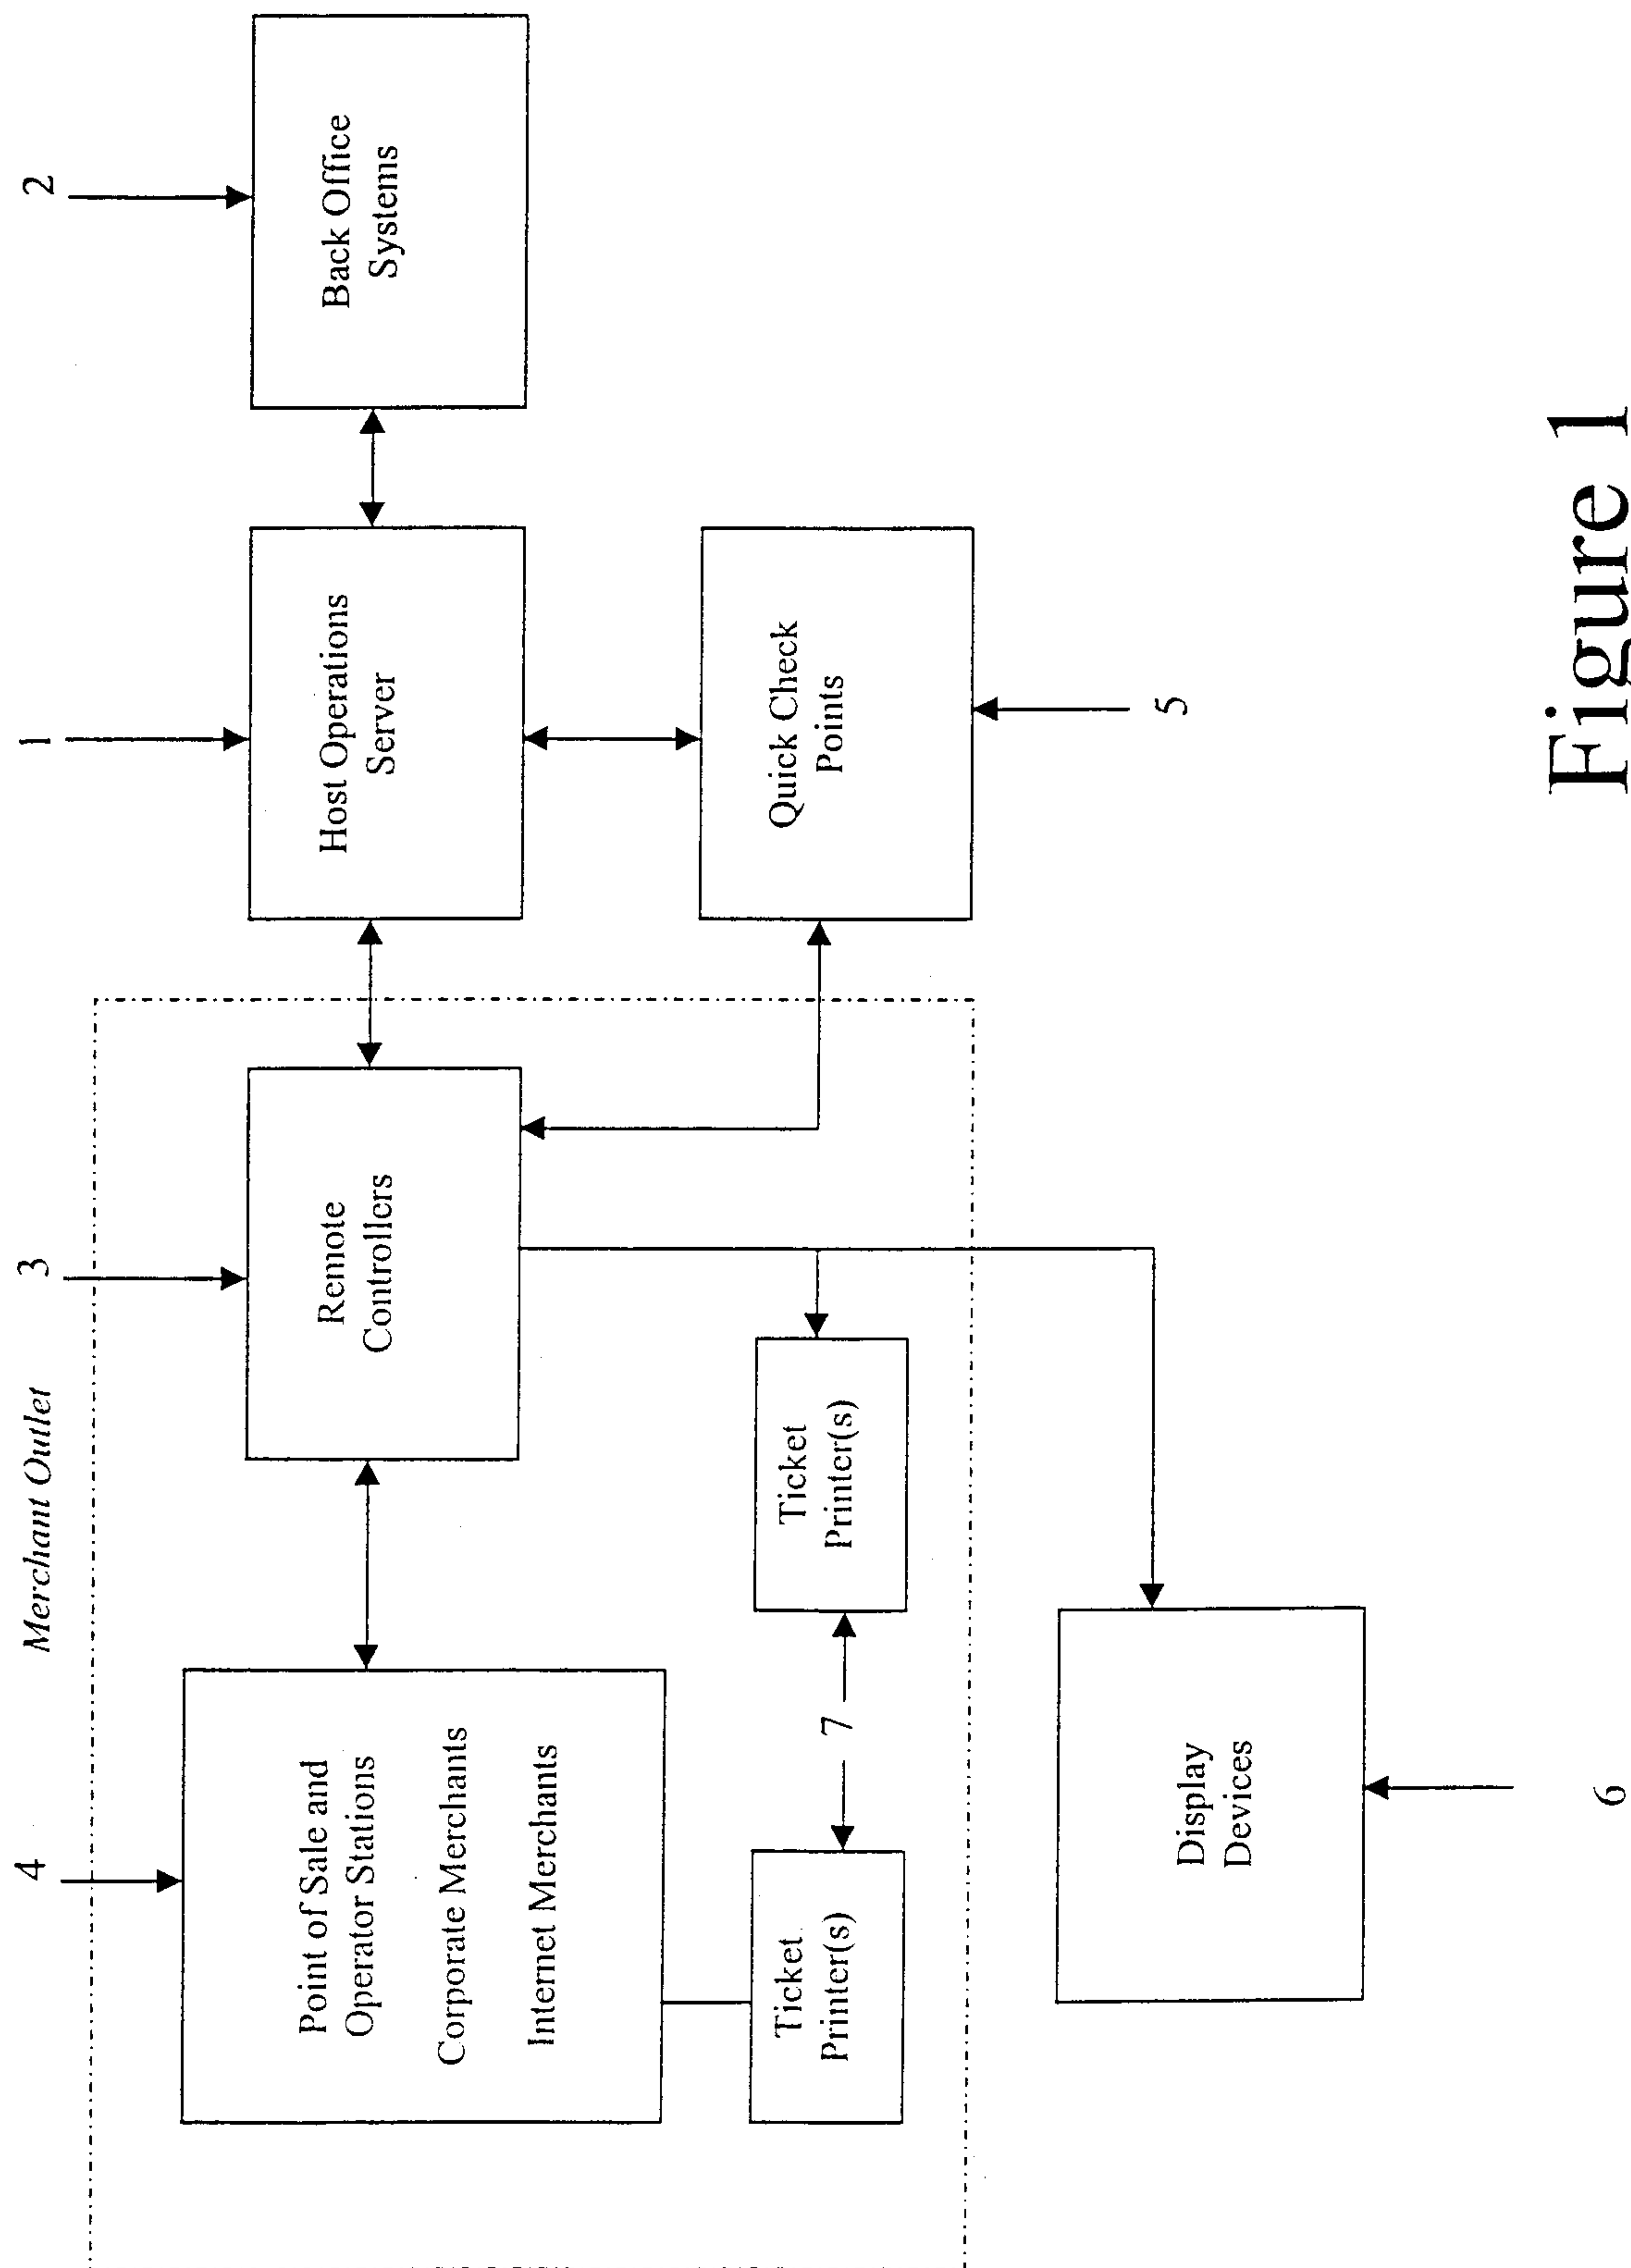 Merchant Outlet
4
3
1
2
Point of Sale and
Operator Stations
Corporate Merchants
Internet Merchants
Remote
Controllers
Host Operations
Server
Back Office
Systems
Ticket
Printer(s)
7
Ticket
Printer(s)
Quick Check
Points
5
Display
Devices
6
Figure 1